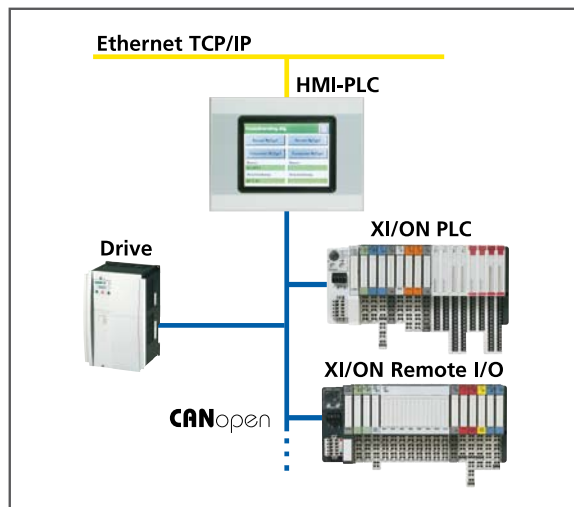 Ethernet TCP/IP
HMI-PLC
XI/ON PLC
Drive
XI/ON Remote I/O
CANopen